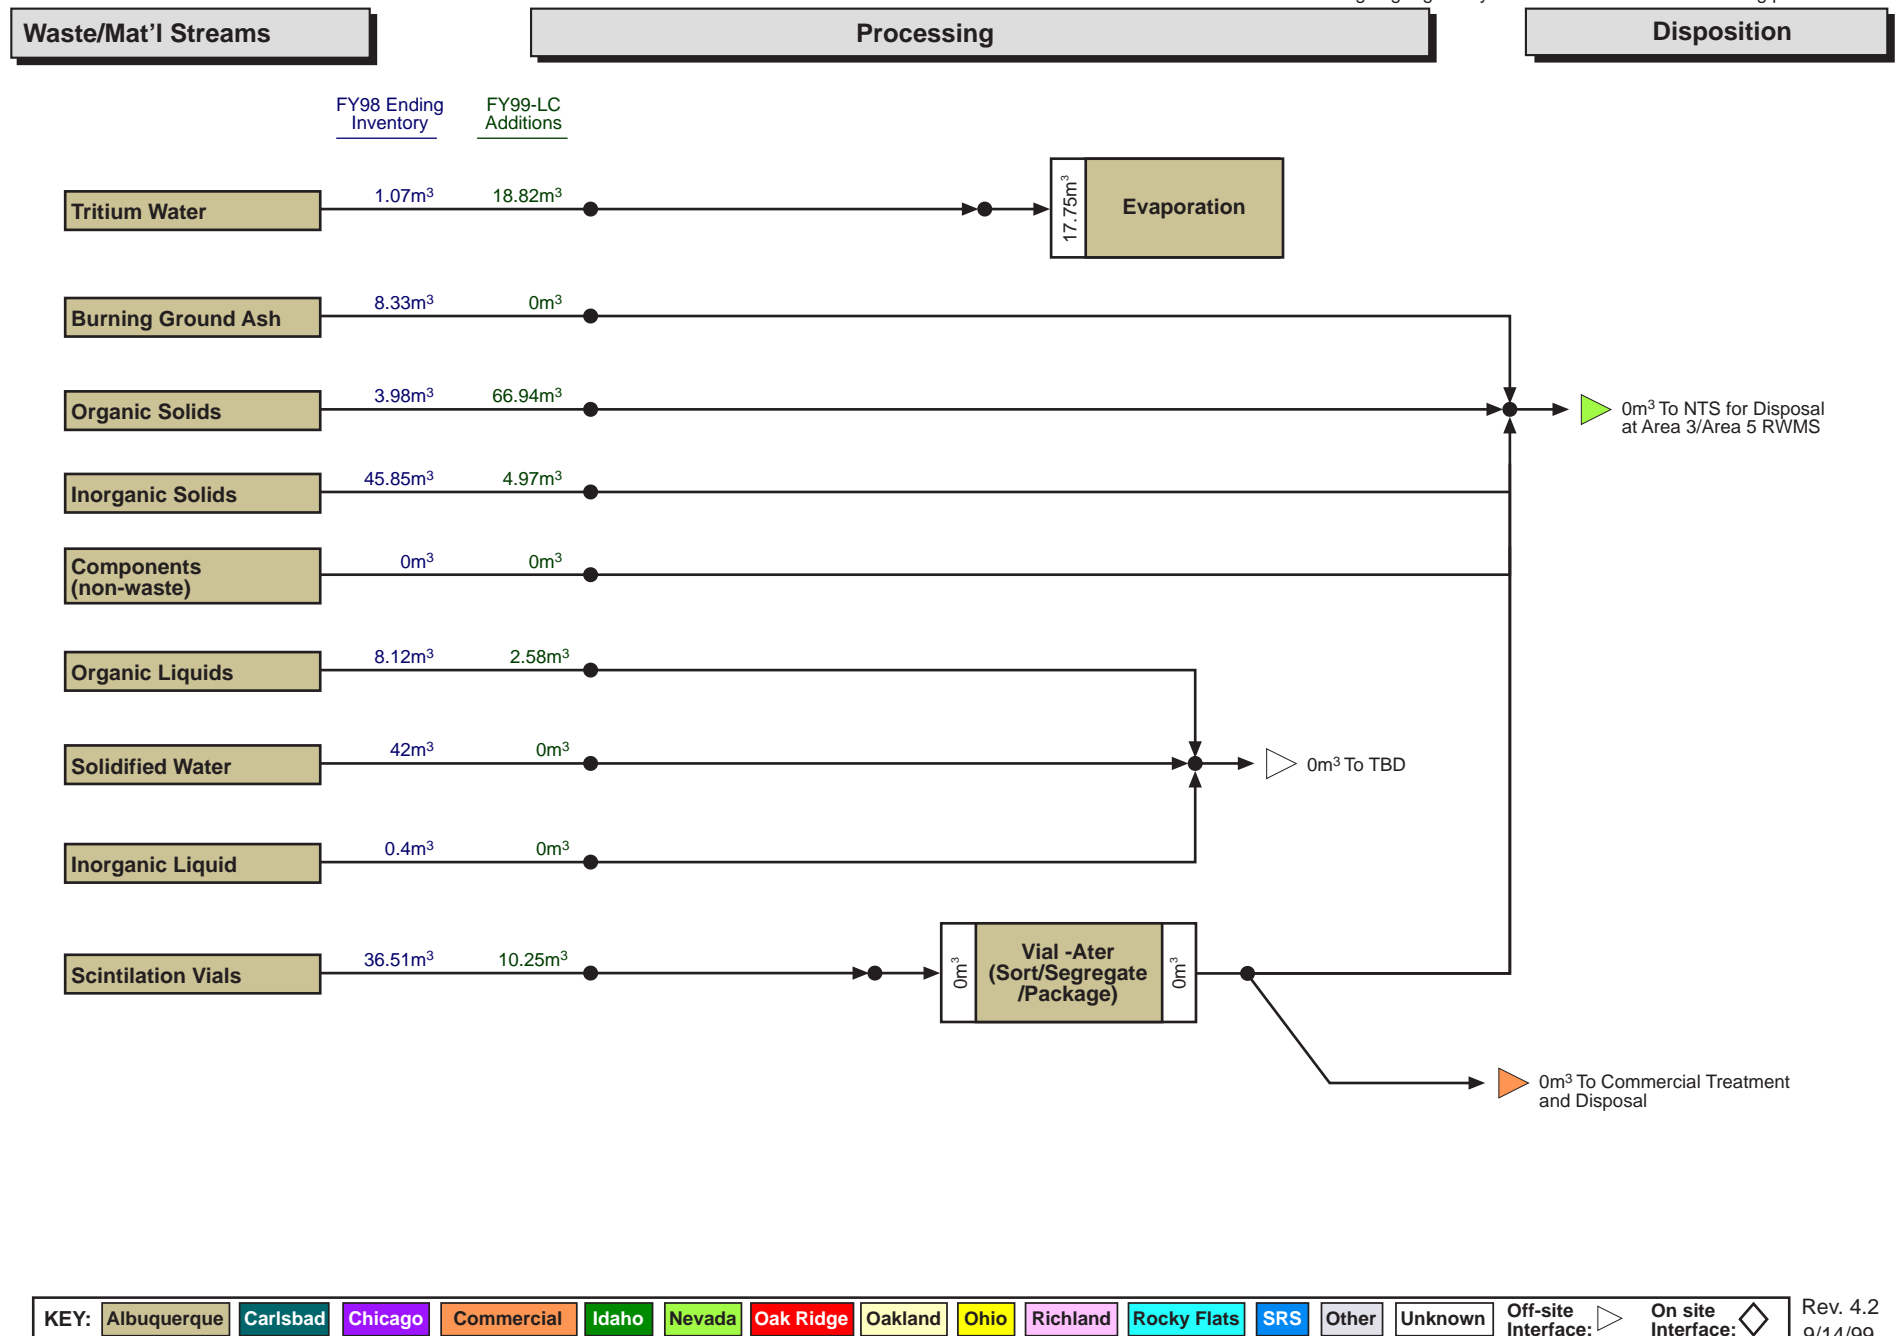 Waste/Mat'l Streams
Processing
Disposition
FY98 Ending
Inventory
FY99-LC
Additions
Tritium Water
1.07m³
18.82m³
17.75m³
Evaporation
Burning Ground Ash
8.33m³
0m³
Organic Solids
3.98m³
66.94m³
0m³ To NTS for Disposal
at Area 3/Area 5 RWMS
Inorganic Solids
45.85m³
4.97m³
Components
(non-waste)
0m³
0m³
Organic Liquids
8.12m³
2.58m³
Solidified Water
42m³
0m³
0m³ To TBD
Inorganic Liquid
0.4m³
0m³
Scintilation Vials
36.51m³
10.25m³
0m³
Vial -Ater
(Sort/Segregate
/Package)
0m³
0m³ To Commercial Treatment
and Disposal
KEY:
Albuquerque
Carlsbad
Chicago
Commercial
Idaho
Nevada
Oak Ridge
Oakland
Ohio
Richland
Rocky Flats
SRS
Other
Unknown
Off-site
Interface:
On site
Interface:
Rev. 4.2
9/14/99